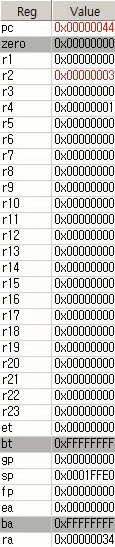 Reg Value
pc 0x00000044
zero 0x00000000
r1 0x00000000
r2 0x00000003
r3 0x00000000
r4 0x00000001
r5 0x00000000
r6 0x00000000
r7 0x00000000
r8 0x00000000
r9 0x00000000
r10 0x00000000
r11 0x00000000
r12 0x00000000
r13 0x00000000
r14 0x00000000
r15 0x00000000
r16 0x00000000
r17 0x00000000
r18 0x00000000
r19 0x00000000
r20 0x00000000
r21 0x00000000
r22 0x00000000
r23 0x00000000
et 0x00000000
bt 0xFFFFFFFF
gp 0x00000000
sp 0x0001FFE0
fp 0x00000000
ea 0x00000000
ba 0xFFFFFFFF
ra 0x00000034